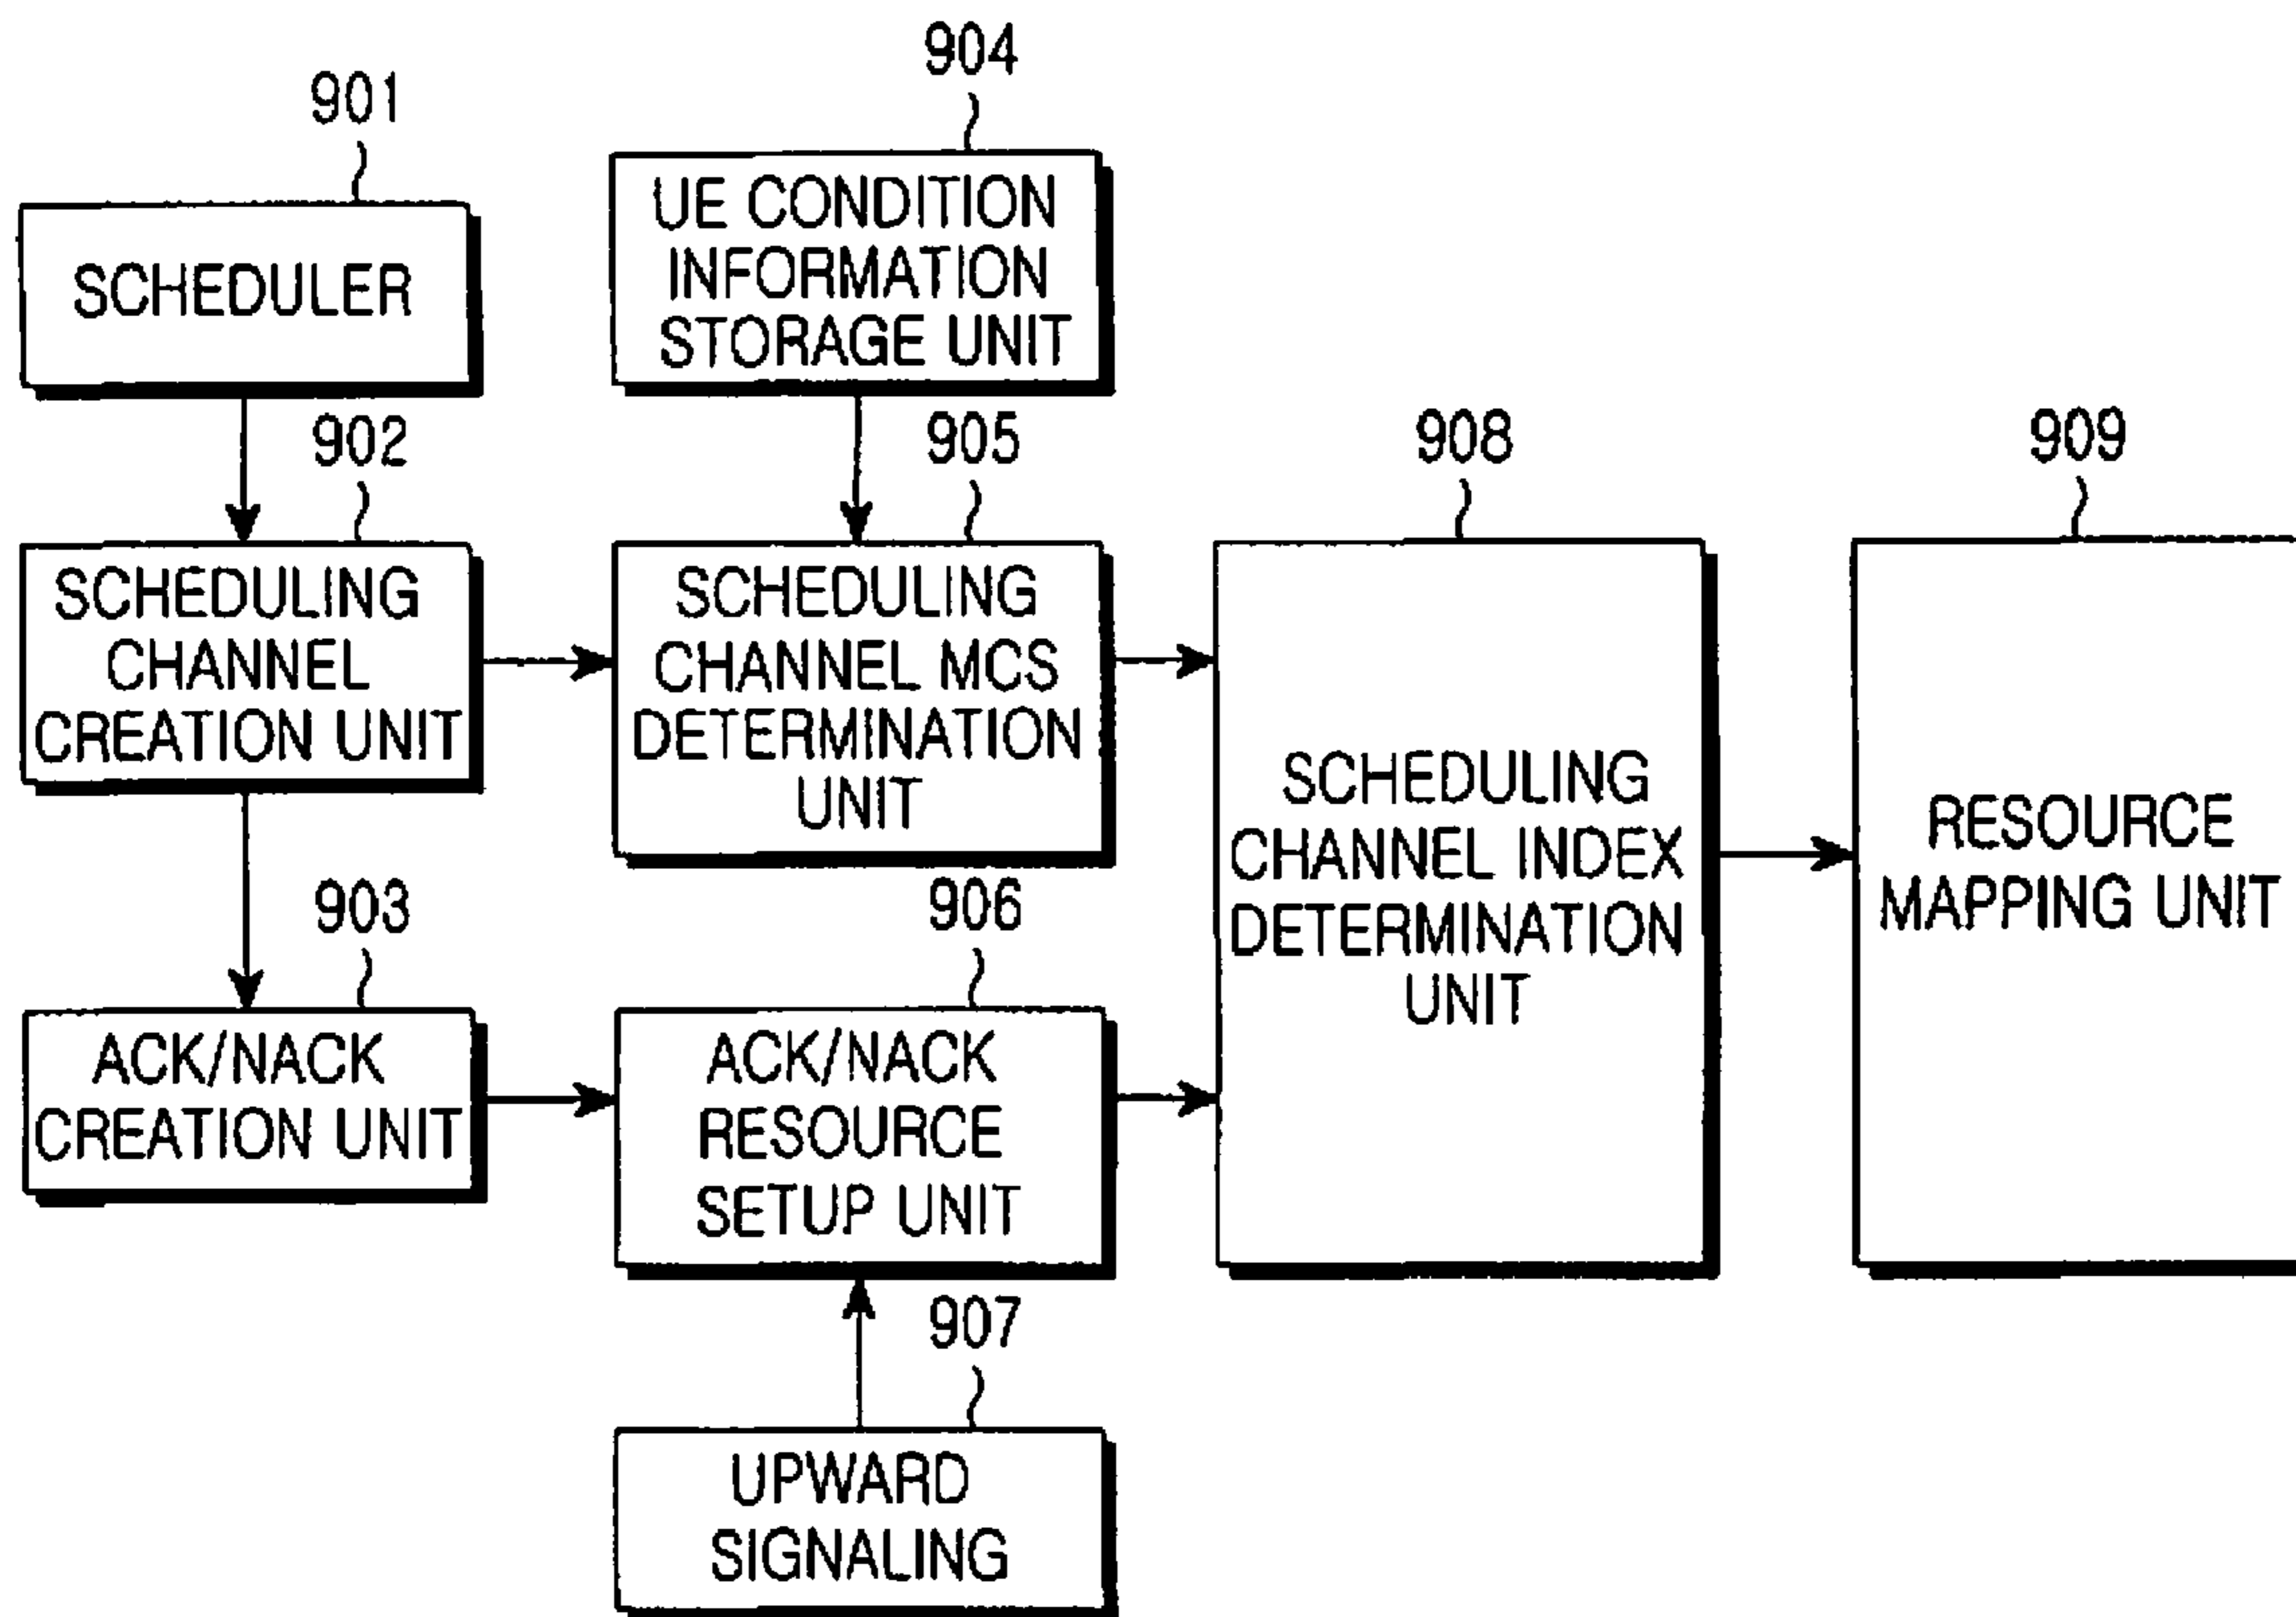 901
SCHEDULER
904
UE CONDITION
INFORMATION
STORAGE UNIT
902
SCHEDULING
CHANNEL
CREATION UNIT
905
SCHEDULING
CHANNEL MCS
DETERMINATION
UNIT
903
ACK/NACK
CREATION UNIT
906
ACK/NACK
RESOURCE
SETUP UNIT
907
UPWARD
SIGNALING
908
SCHEDULING
CHANNEL INDEX
DETERMINATION
UNIT
909
RESOURCE
MAPPING UNIT